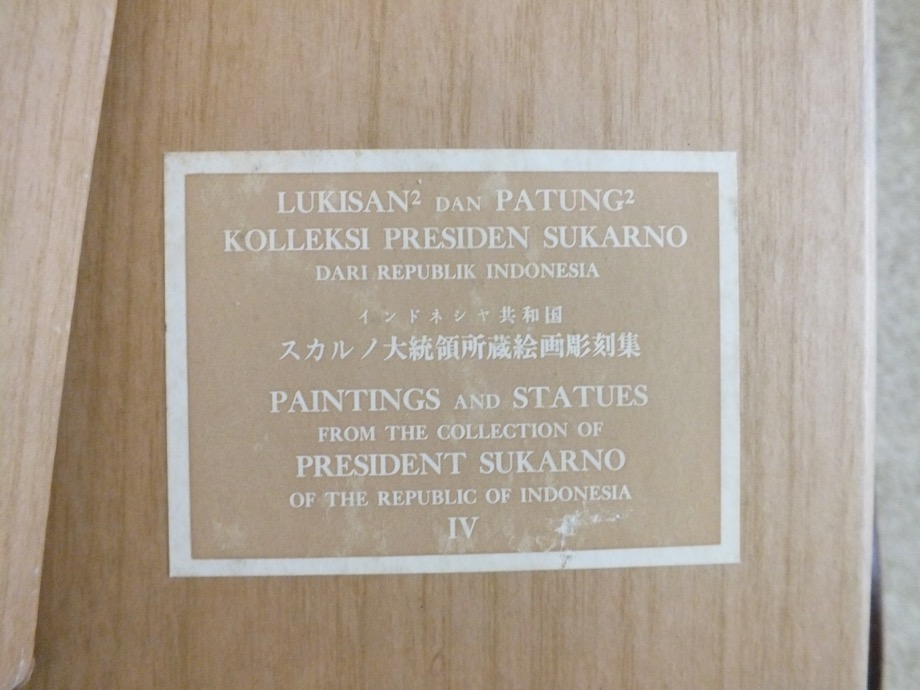 LUKISAN² DAN PATUNG²
KOLLEKSI PRESIDEN SUKARNO
DARI REPUBLIK INDONESIA
インドネシヤ共和国
スカルノ大統領所蔵絵画彫刻集
PAINTINGS AND STATUES
FROM THE COLLECTION OF
PRESIDENT SUKARNO
OF THE REPUBLIC OF INDONESIA
IV